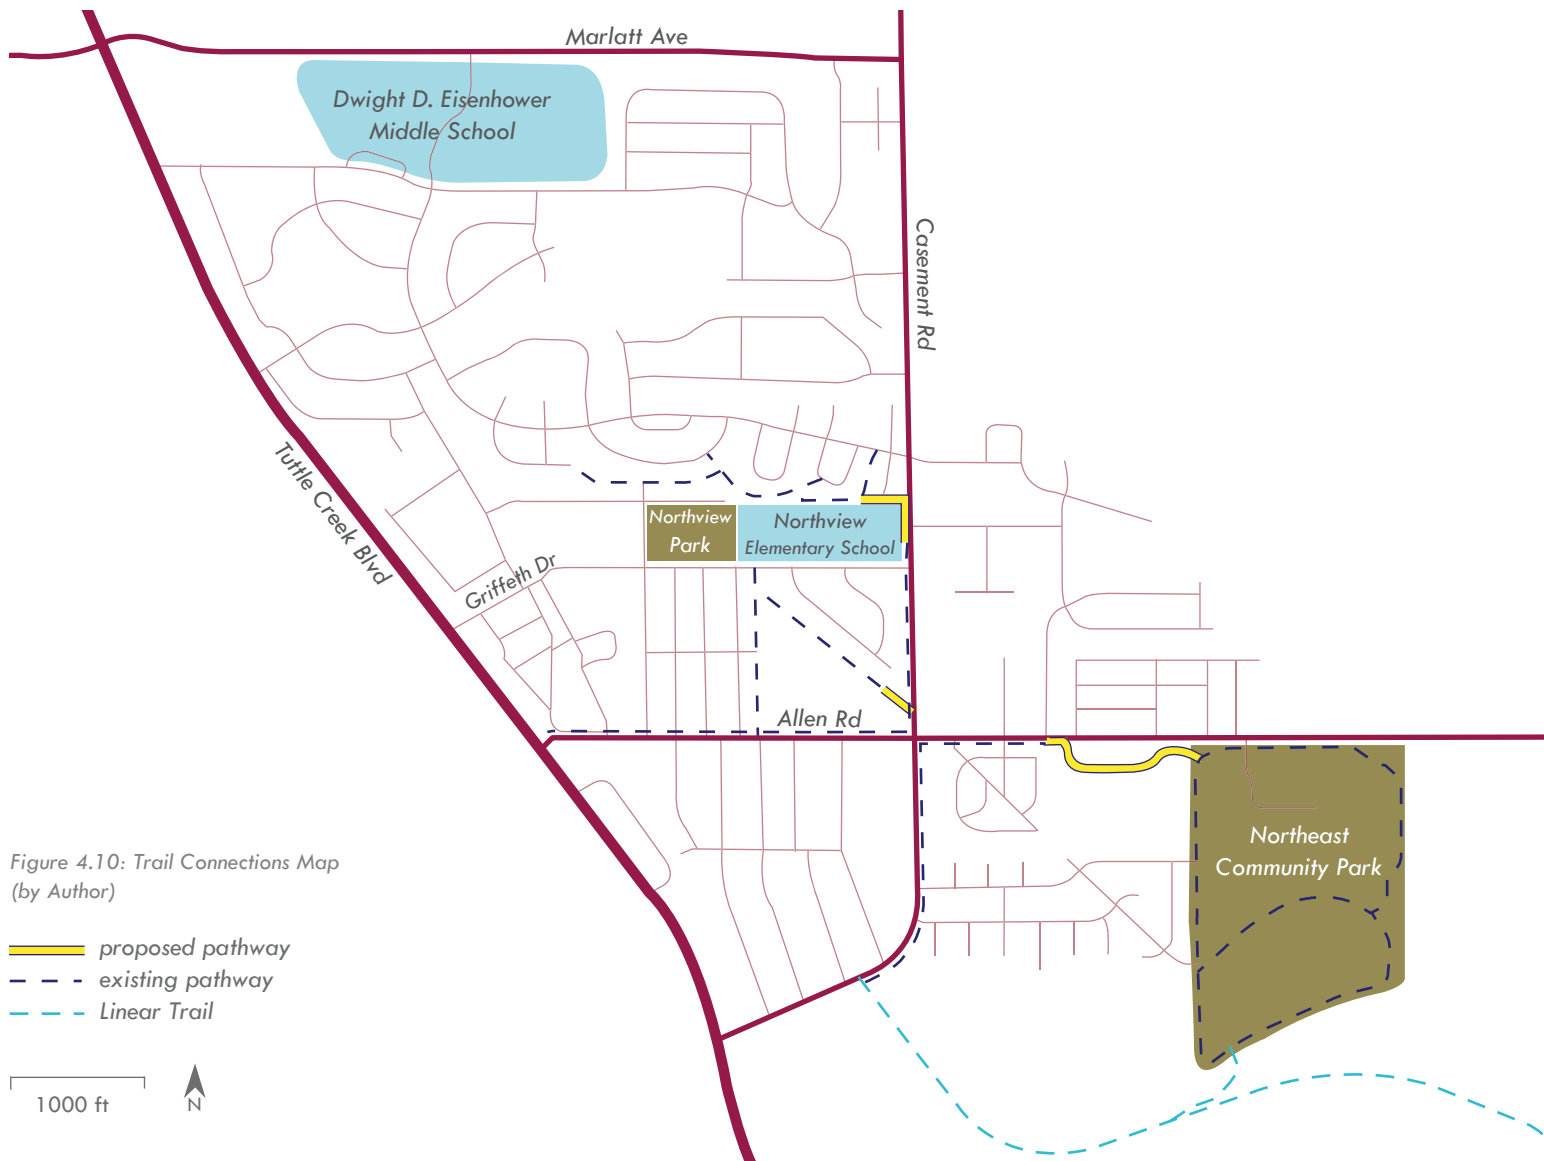 Marlatt Ave
Dwight D. Eisenhower
Middle School
Casement Rd
Tuttle Creek Blvd
Northview
Park
Northview
Elementary School
Griffeth Dr
Allen Rd
Northeast
Community Park
Figure 4.10: Trail Connections Map
(by Author)
proposed pathway
existing pathway
Linear Trail
1000 ft
N